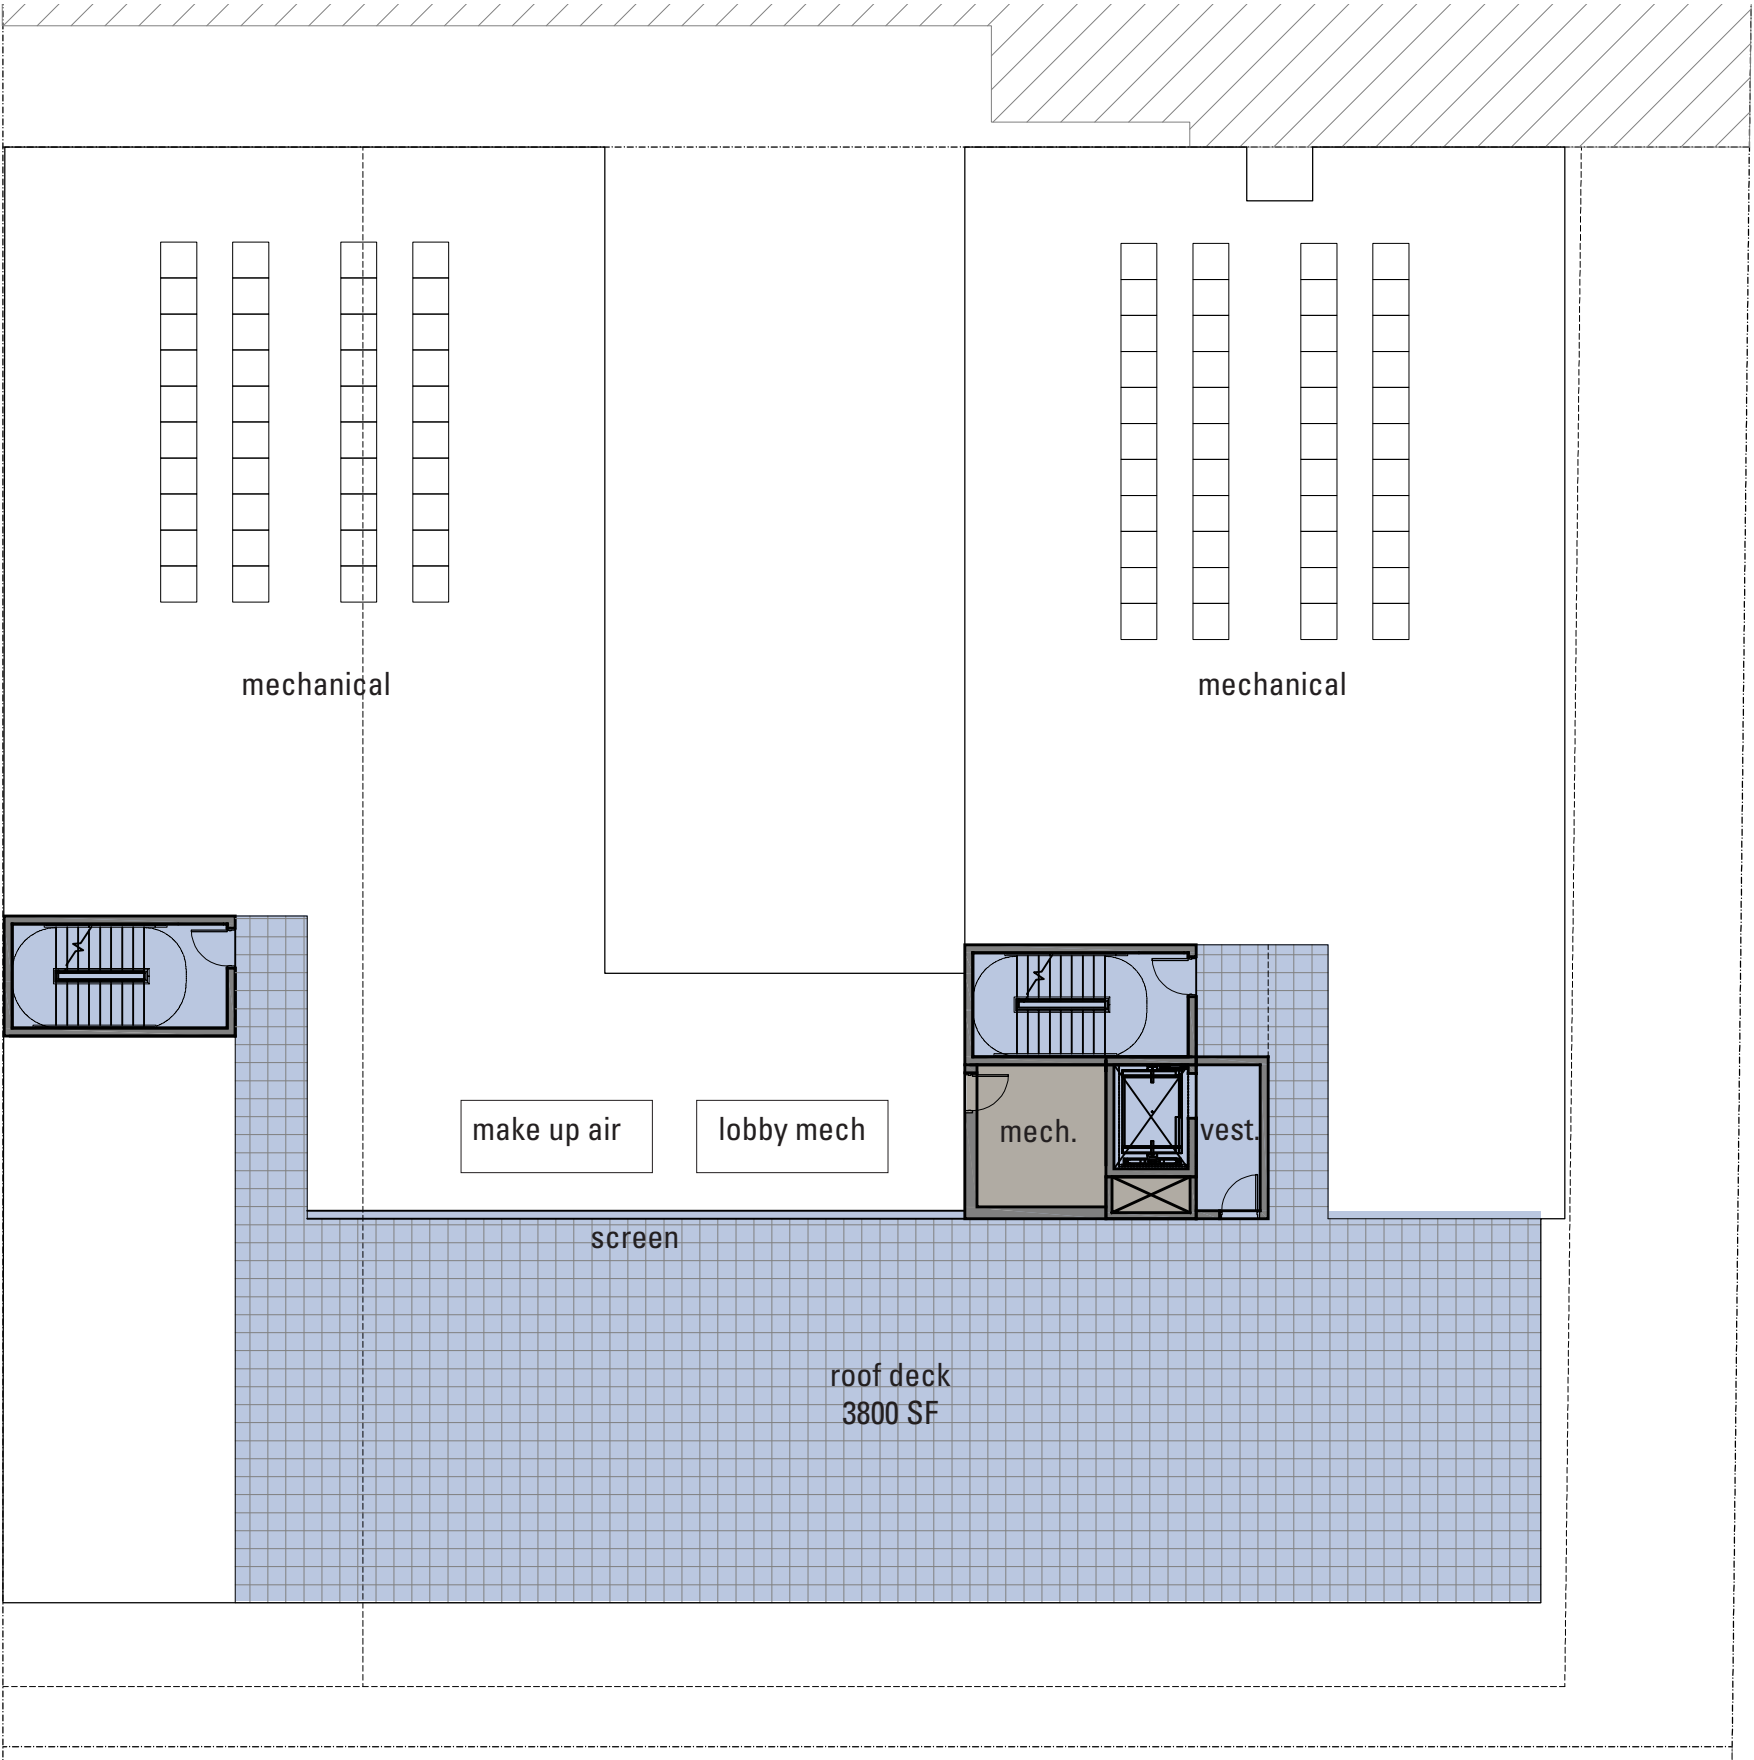 mechanical
mechanical
make up air
lobby mech
mech.
vest.
screen
roof deck
3800 SF